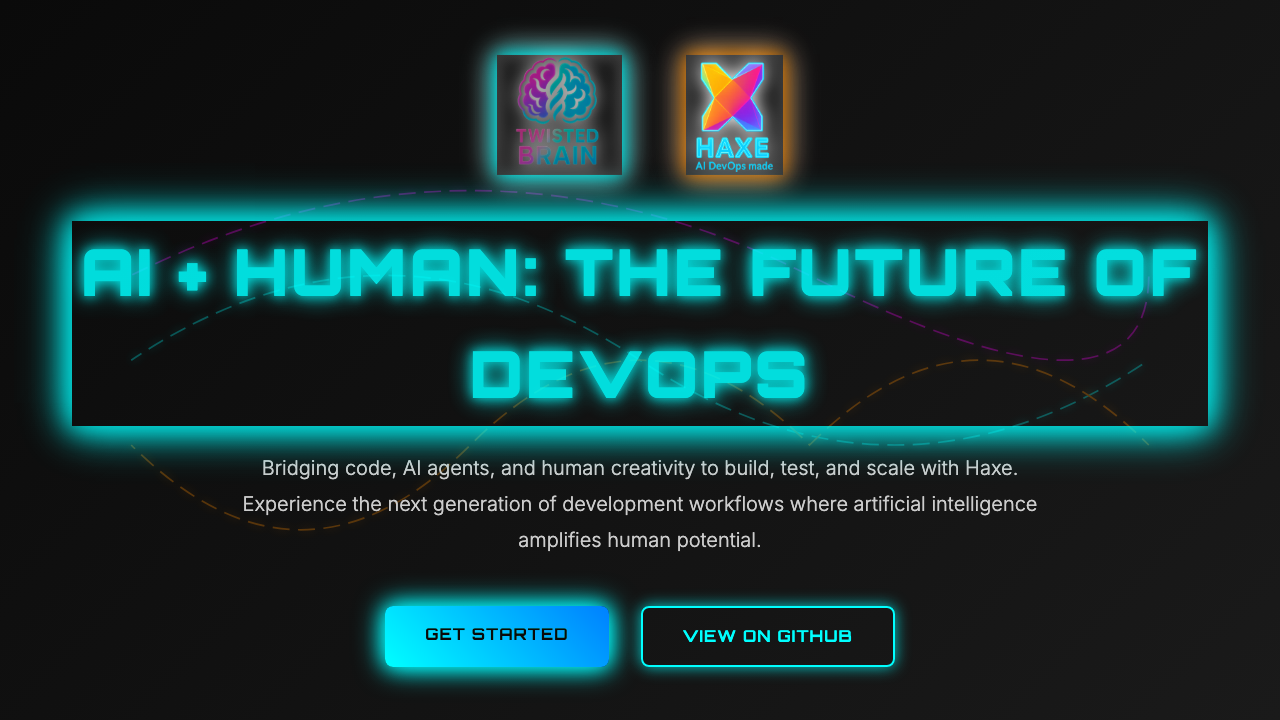 TWISTED
BRAIN
HAXE
AI DevOps made
AI + HUMAN: THE FUTURE OF
DEVOPS
Bridging code, AI agents, and human creativity to build, test, and scale with Haxe.
Experience the next generation of development workflows where artificial intelligence
amplifies human potential.
GET STARTED
VIEW ON GITHUB